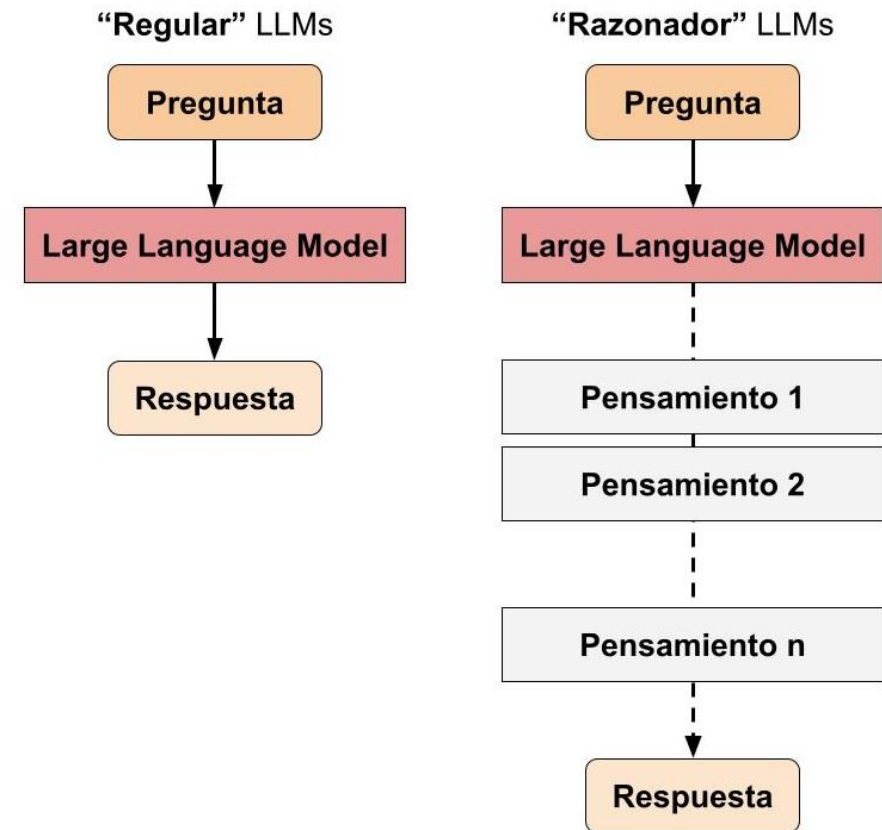 “Regular” LLMs
Pregunta
Large Language Model
Respuesta
“Razonador” LLMs
Pregunta
Large Language Model
Pensamiento 1
Pensamiento 2
Pensamiento n
Respuesta